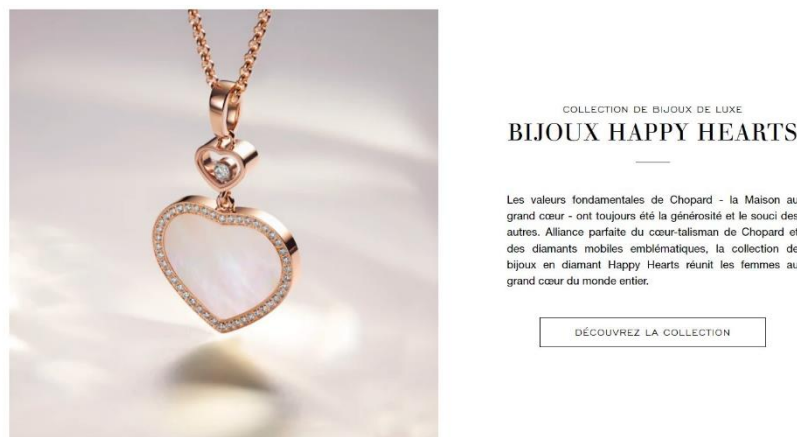 COLLECTION DE BIJOUX DE LUXE
BIJOUX HAPPY HEARTS
Les valeurs fondamentales de Chopard - la Maison au
grand cœur - ont toujours été la générosité et le souci des
autres. Alliance parfaite du cœur-talisman de Chopard et
des diamants mobiles emblématiques, la collection de
bijoux en diamant Happy Hearts réunit les femmes au
grand cœur du monde entier.
DÉCOUVREZ LA COLLECTION